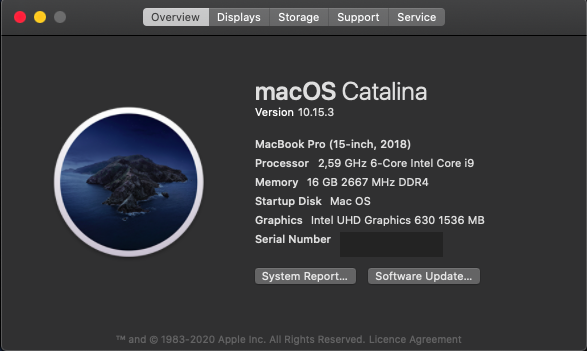 Overview Displays Storage Support Service
macOS Catalina
Version 10.15.3
MacBook Pro (15-inch, 2018)
Processor 2,59 GHz 6-Core Intel Core i9
Memory 16 GB 2667 MHz DDR4
Startup Disk Mac OS
Graphics Intel UHD Graphics 630 1536 MB
Serial Number
System Report... Software Update...
™ and © 1983-2020 Apple Inc. All Rights Reserved. Licence Agreement